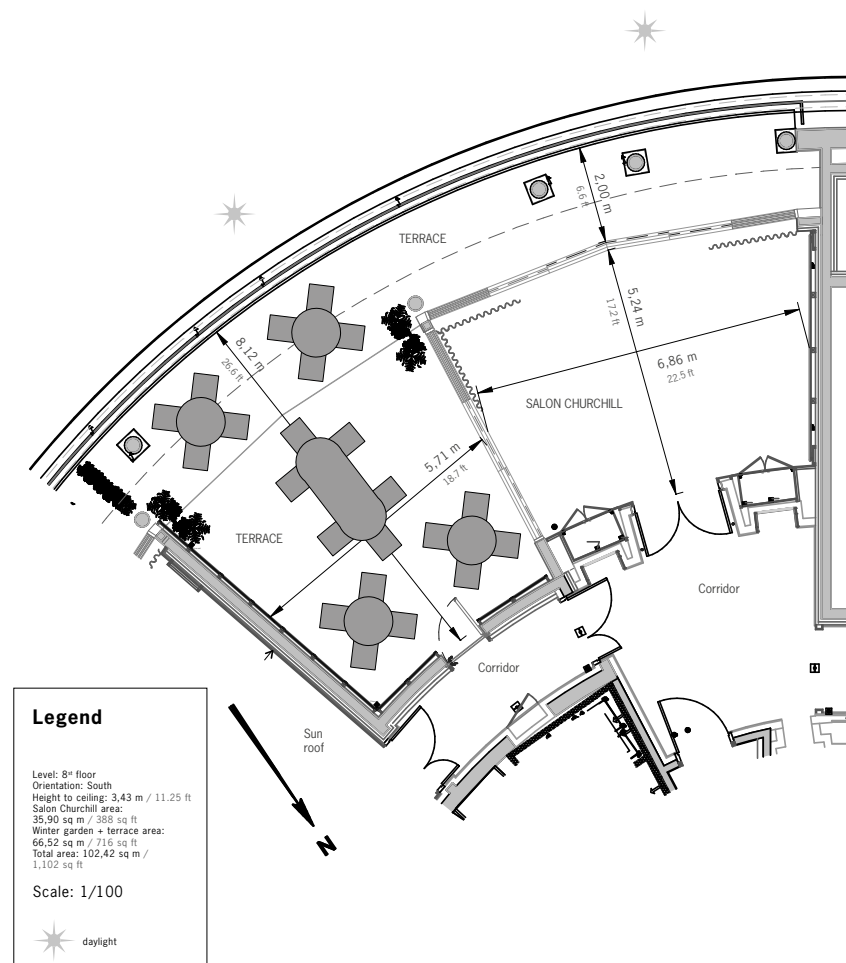 2,00 m
6.6 ft
TERRACE
8,12 m
26.6 ft
5,24 m
17.2 ft
6,86 m
22.5 ft
SALON CHURCHILL
5,71 m
18.7 ft
TERRACE
Corridor
Corridor
Sun
roof
N
Legend
Level: 8st floor
Orientation: South
Height to ceiling: 3,43 m / 11.25 ft
Salon Churchill area:
35,90 sq m / 388 sq ft
Winter garden + terrace area:
66,52 sq m / 716 sq ft
Total area: 102,42 sq m /
1,102 sq ft
Scale: 1/100
daylight